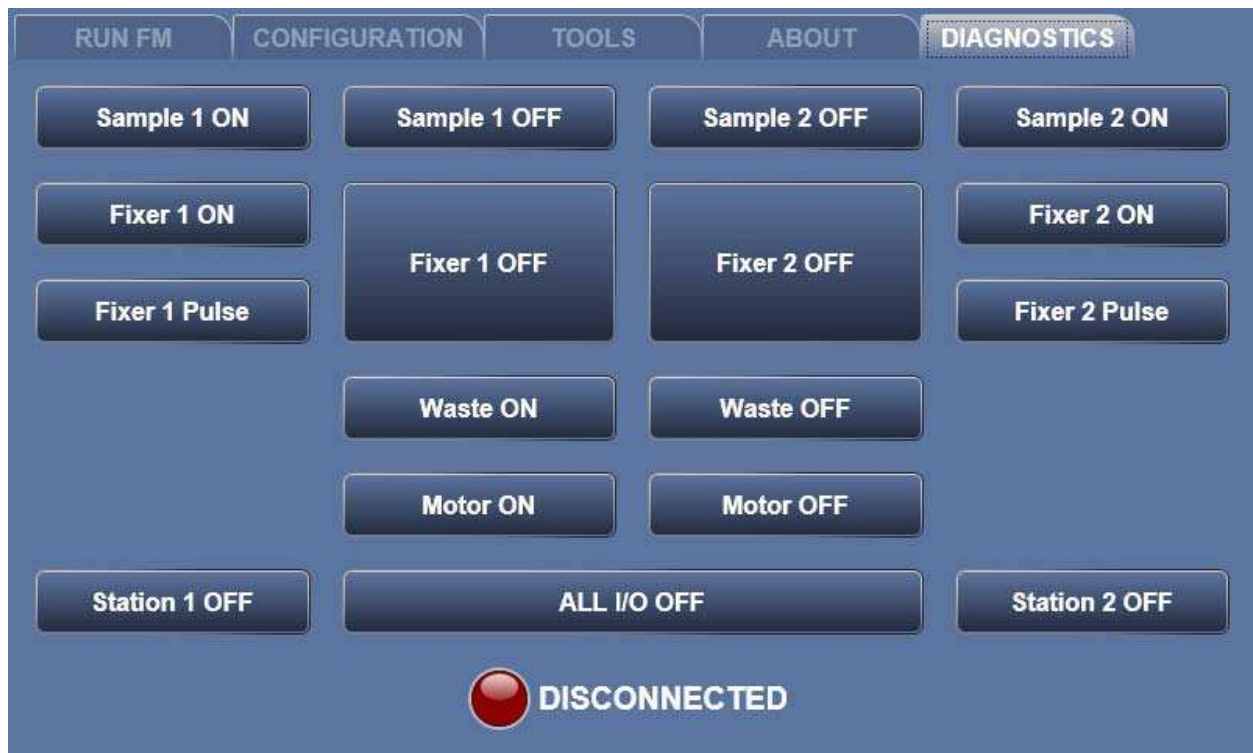 RUN FM CONFIGURATION TOOLS ABOUT DIAGNOSTICS
Sample 1 ON Sample 1 OFF Sample 2 OFF Sample 2 ON
Fixer 1 ON Fixer 2 ON
Fixer 1 OFF Fixer 2 OFF
Fixer 1 Pulse Fixer 2 Pulse
Waste ON Waste OFF
Motor ON Motor OFF
Station 1 OFF ALL I/O OFF Station 2 OFF
DISCONNECTED